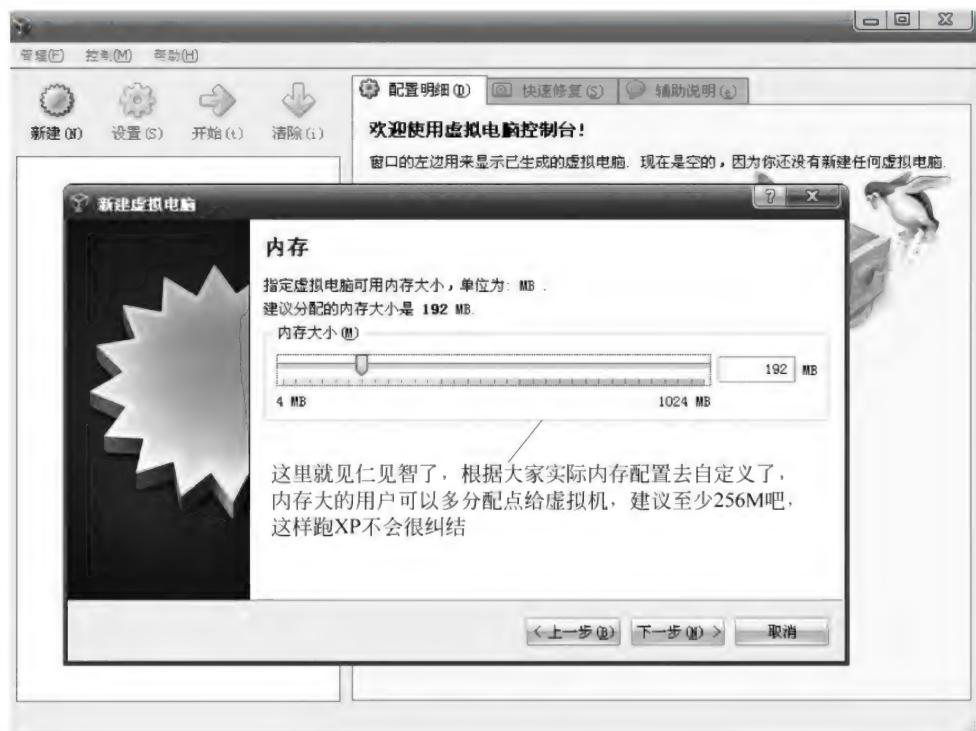 管理(F) 控制(M) 帮助(H)
新建(N) 设置(S) 开始(t) 清除(i)
配置明细(D) 快速修复(S) 辅助说明(e)
欢迎使用虚拟电脑控制台!
窗口的左边用来显示已生成的虚拟电脑. 现在是空的，因为你还没有新建任何虚拟电脑.
新建虚拟电脑
内存
指定虚拟电脑可用内存大小，单位为: MB .
建议分配的内存大小是 192 MB.
内存大小(M)
192 MB
4 MB 1024 MB
这里就见仁见智了，根据大家实际内存配置去自定义了，
内存大的用户可以多分配点给虚拟机，建议至少256M吧，
这样跑XP不会很纠结
<上一步(B) 下一步(N)> 取消